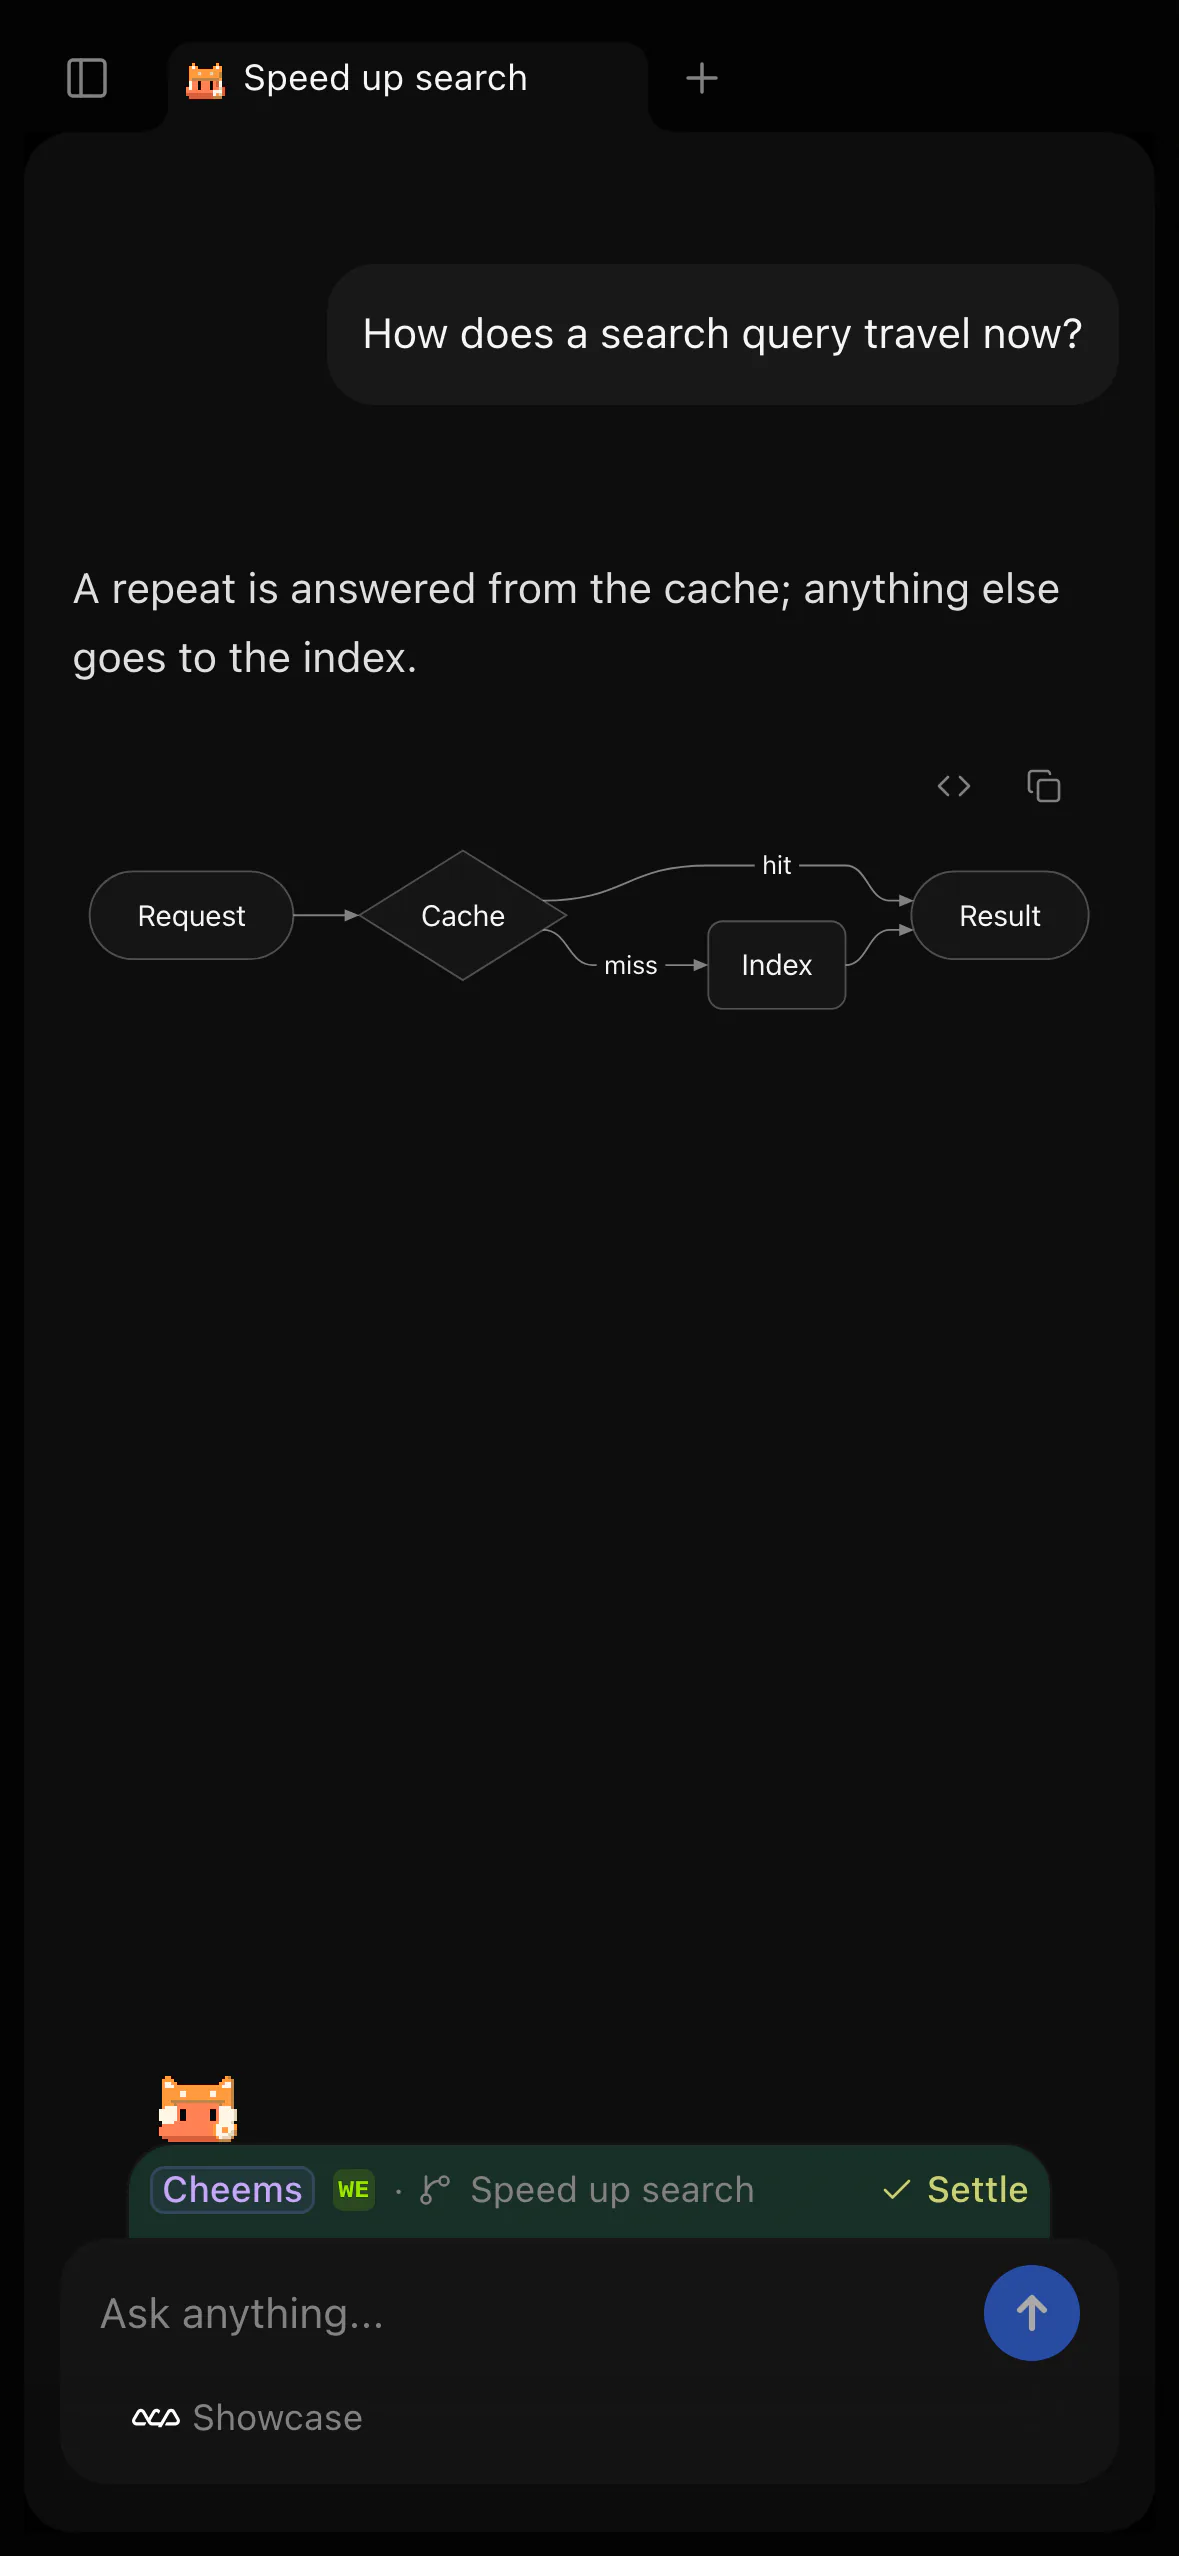 Speed up search
How does a search query travel now?
A repeat is answered from the cache; anything else
goes to the index.
Request
Cache
hit
miss
Index
Result
Cheems WE · Speed up search ✓ Settle
Ask anything...
Showcase